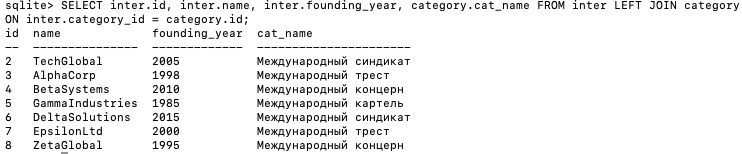 sqlite> SELECT inter.id, inter.name, inter.founding_year, category.cat_name FROM inter LEFT JOIN category
ON inter.category_id = category.id;
id  name             founding_year  cat_name
--  ---------------  -------------  ----------------------
2   TechGlobal       2005           Международный синдикат
3   AlphaCorp        1998           Международный трест
4   BetaSystems      2010           Международный концерн
5   GammaIndustries  1985           Международный картель
6   DeltaSolutions   2015           Международный синдикат
7   EpsilonLtd       2000           Международный трест
8   ZetaGlobal       1995           Международный концерн